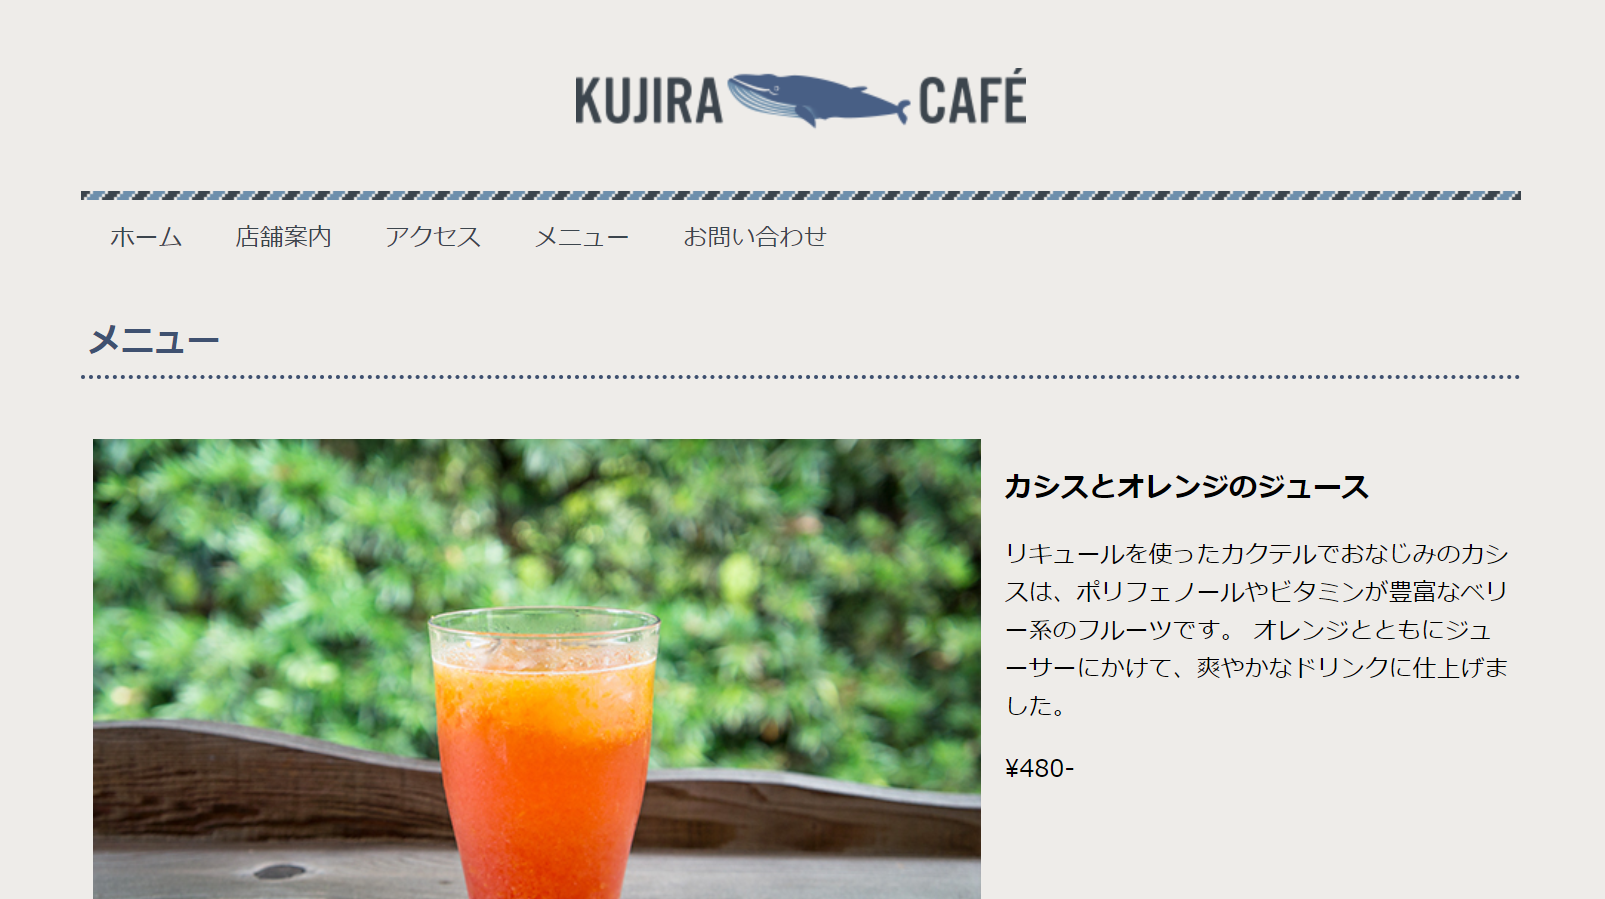 KUJIRA CAFÉ
ホーム 店舗案内 アクセス メニュー お問い合わせ
メニュー
カシスとオレンジのジュース
リキュールを使ったカクテルでおなじみのカシ
スは、ポリフェノールやビタミンが豊富なベリ
ー系のフルーツです。 オレンジとともにジュ
ーサーにかけて、爽やかなドリンクに仕上げま
した。
¥480-